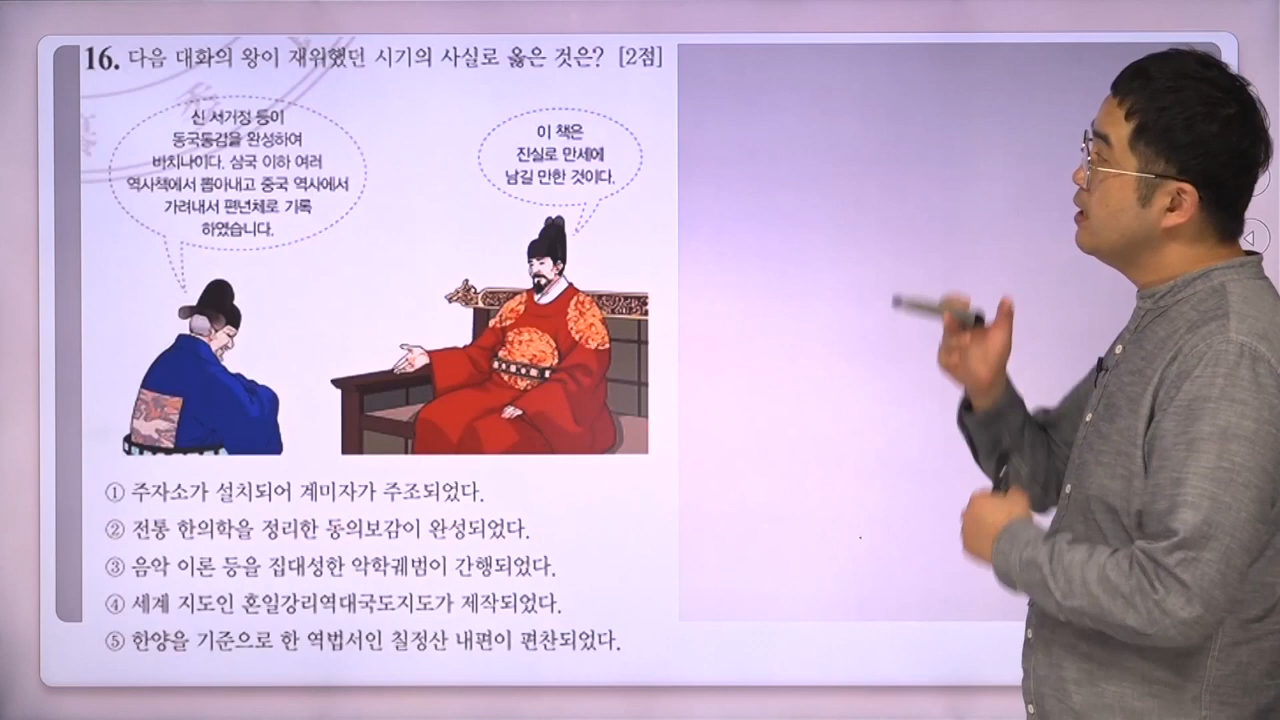 16. 다음 대화의 왕이 재위했던 시기의 사실로 옳은 것은? [2점]
신 서거정 등이
동국통감을 완성하여
바치나이다. 삼국 이하 여러
역사책에서 뽑아내고 중국 역사에서
가려내서 편년체로 기록
하였습니다.
이 책은
진실로 만세에
남길 만한 것이다.
① 주자소가 설치되어 계미자가 주조되었다.
② 전통 한의학을 정리한 동의보감이 완성되었다.
③ 음악 이론 등을 집대성한 악학궤범이 간행되었다.
④ 세계 지도인 혼일강리역대국도지도가 제작되었다.
⑤ 한양을 기준으로 한 역법서인 칠정산 내편이 편찬되었다.